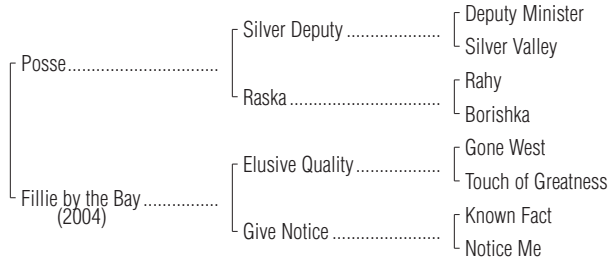 Deputy Minister
Silver Deputy ....................
Silver Valley
Posse................................
Rahy
Raska ................................
Borishka
Gone West
Elusive Quality ..................
Touch of Greatness
Fillie by the Bay ................
(2004)
Known Fact
Give Notice .......................
Notice Me